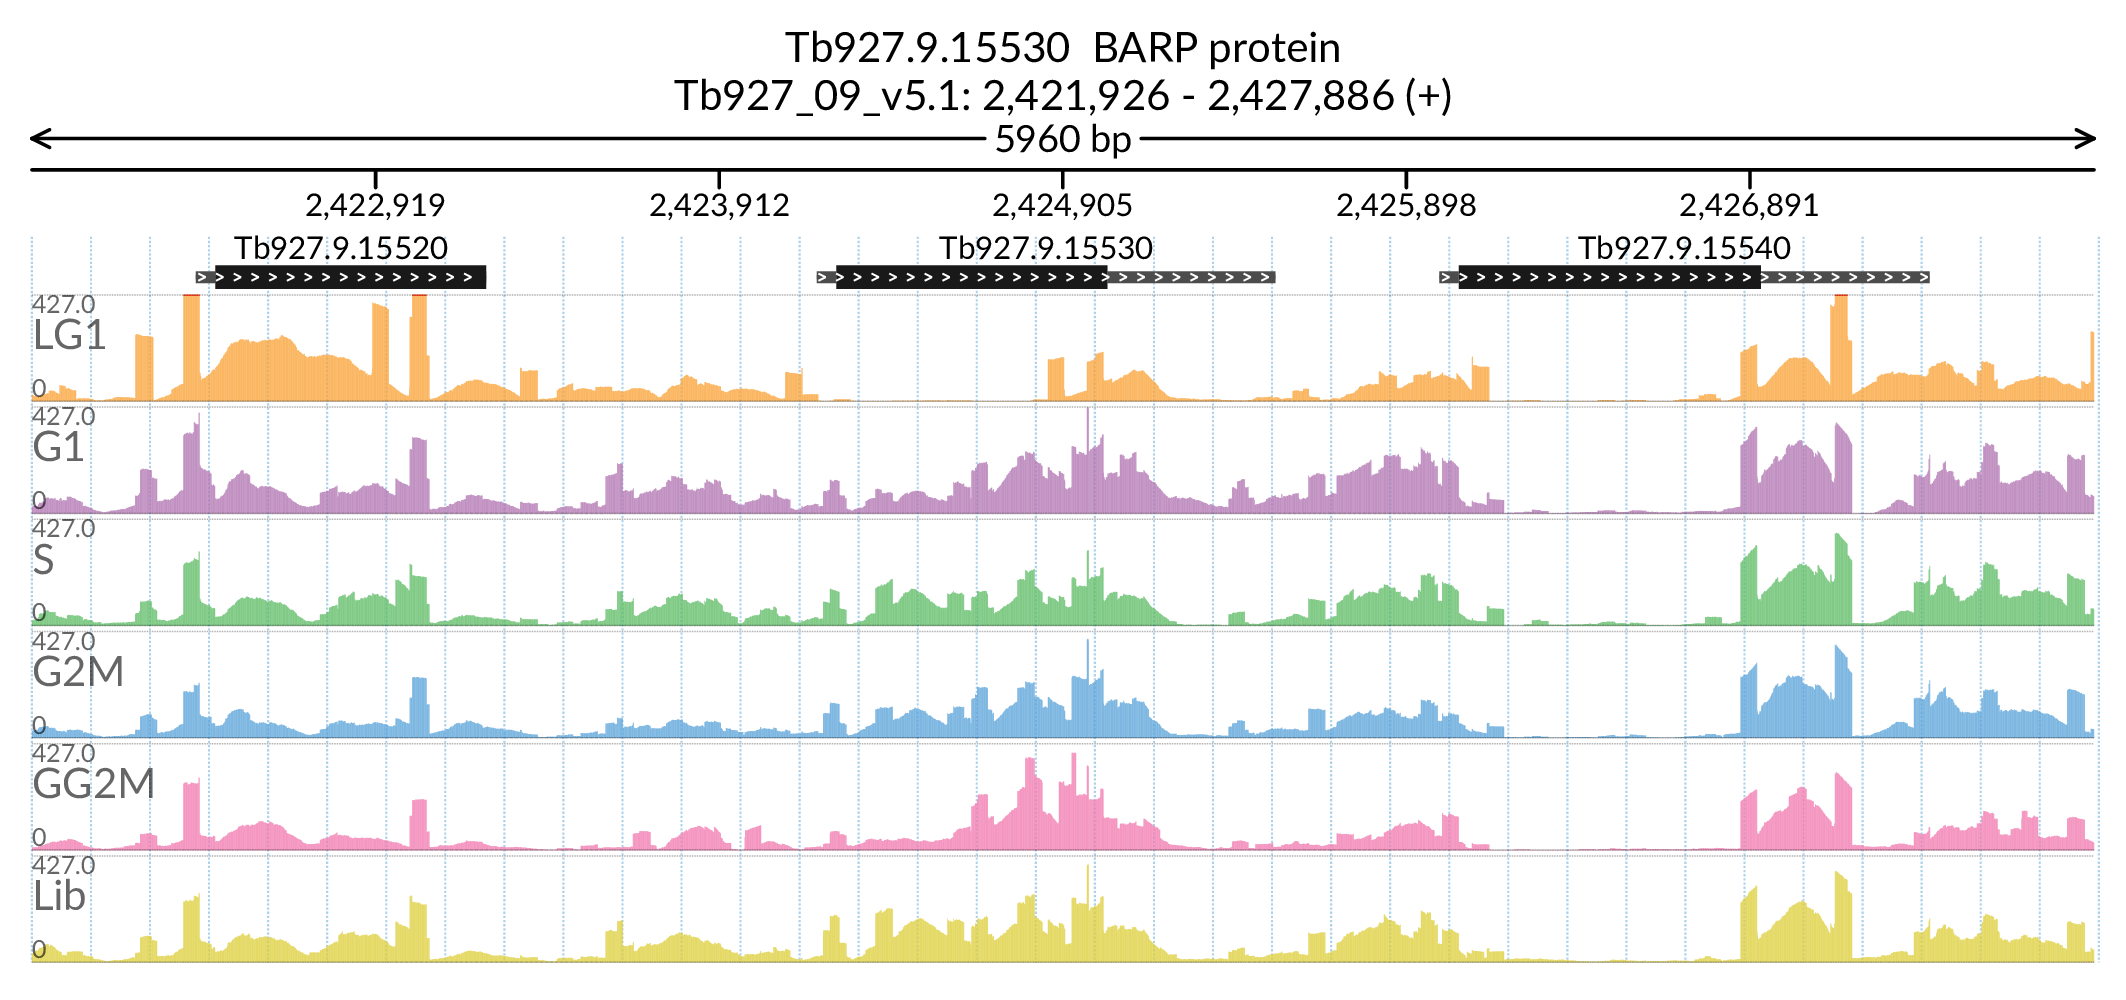 Tb927.9.15530  BARP protein
Tb927_09_v5.1: 2,421,926 - 2,427,886 (+)
5960 bp
2,422,919 2,423,912 2,424,905 2,425,898 2,426,891
Tb927.9.15520 Tb927.9.15530 Tb927.9.15540
427.0
LG1
0
427.0
G1
0
427.0
S
0
427.0
G2M
0
427.0
GG2M
0
427.0
Lib
0